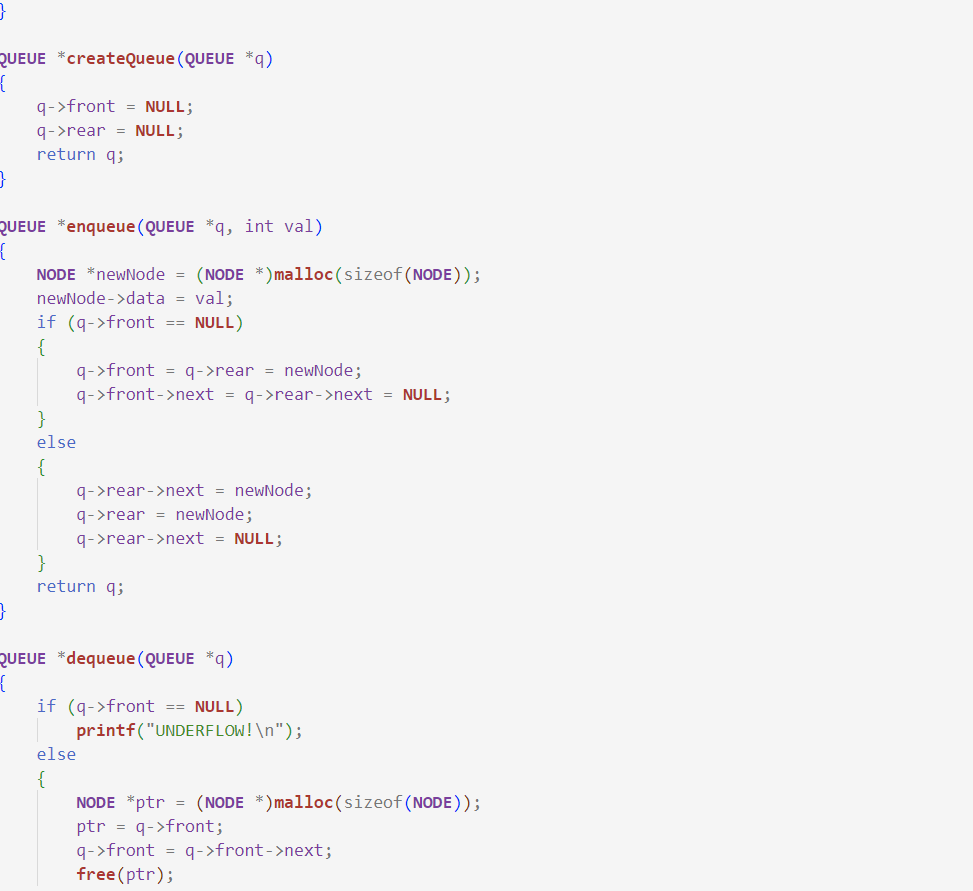 }

QUEUE *createQueue(QUEUE *q)
{
    q->front = NULL;
    q->rear = NULL;
    return q;
}

QUEUE *enqueue(QUEUE *q, int val)
{
    NODE *newNode = (NODE *)malloc(sizeof(NODE));
    newNode->data = val;
    if (q->front == NULL)
    {
        q->front = q->rear = newNode;
        q->front->next = q->rear->next = NULL;
    }
    else
    {
        q->rear->next = newNode;
        q->rear = newNode;
        q->rear->next = NULL;
    }
    return q;
}

QUEUE *dequeue(QUEUE *q)
{
    if (q->front == NULL)
        printf("UNDERFLOW!\n");
    else
    {
        NODE *ptr = (NODE *)malloc(sizeof(NODE));
        ptr = q->front;
        q->front = q->front->next;
        free(ptr);